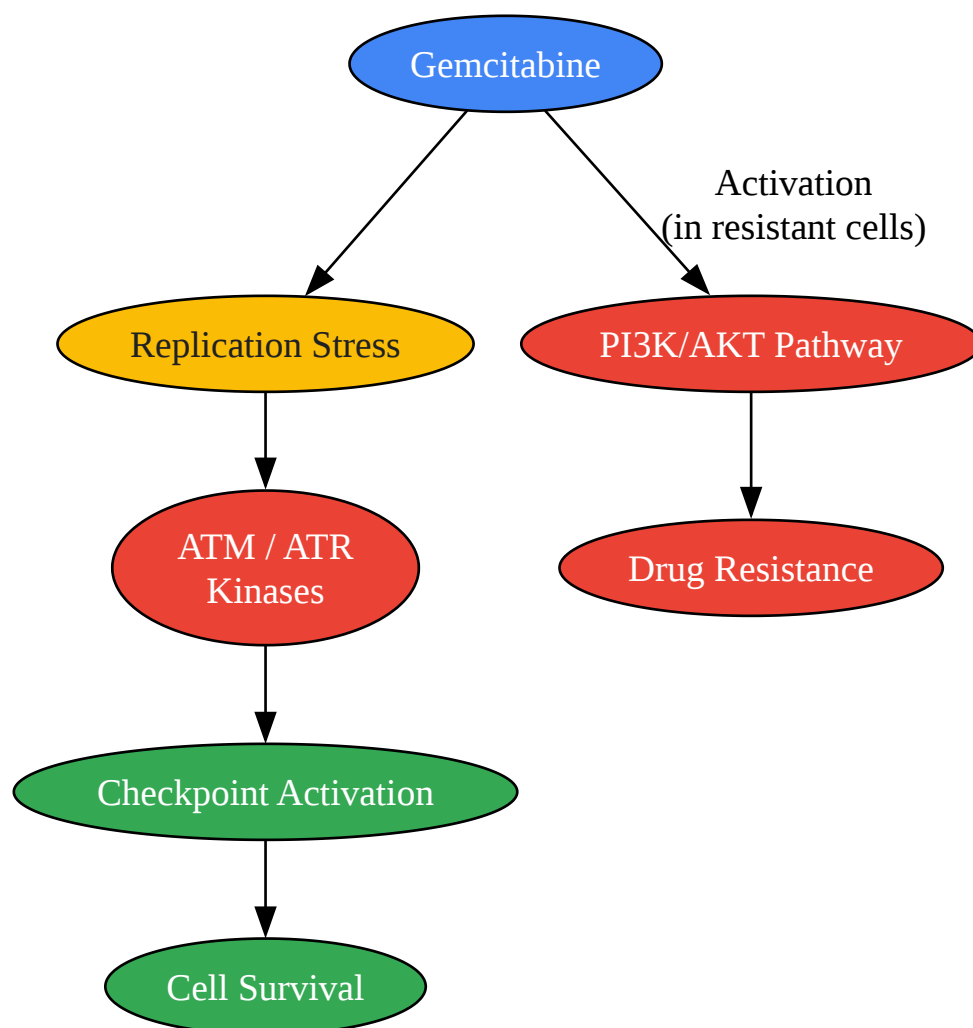 Gemcitabine
Activation
(in resistant cells)
Replication Stress
PI3K/AKT Pathway
ATM / ATR
Kinases
Drug Resistance
Checkpoint Activation
Cell Survival